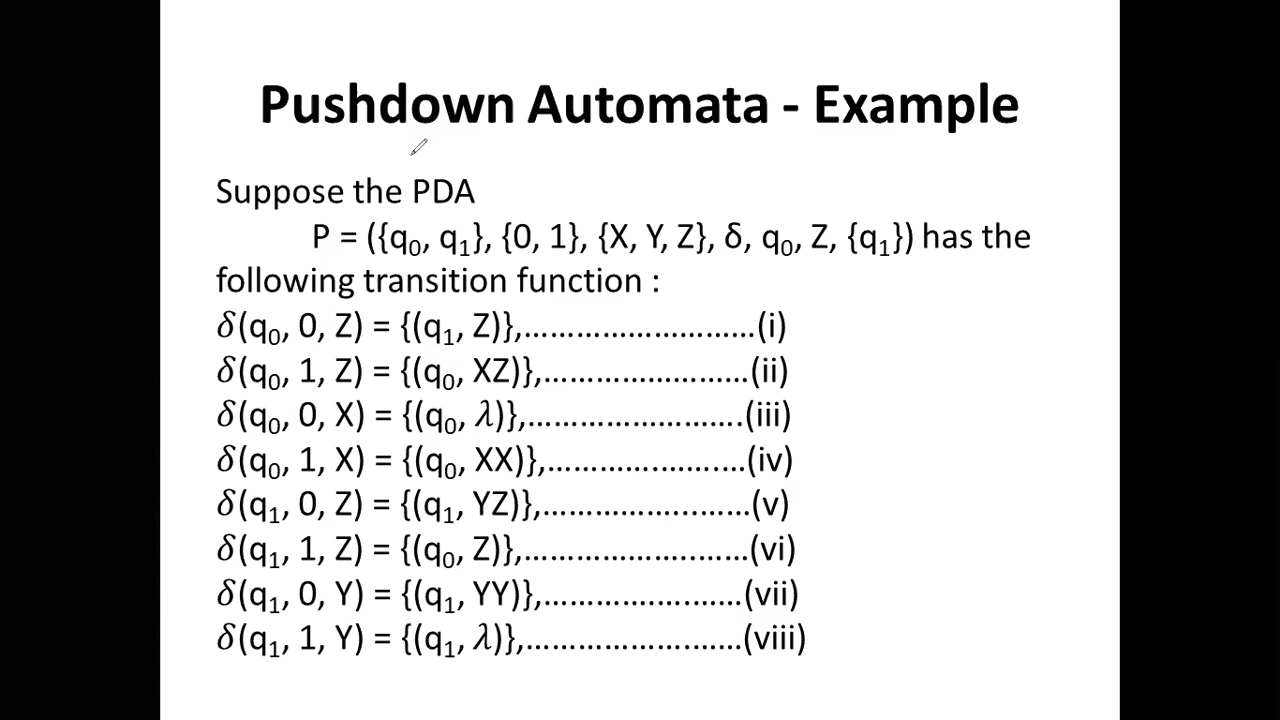 Pushdown Automata - Example
Suppose the PDA
P = ({q₀, q₁}, {0, 1}, {X, Y, Z}, δ, q₀, Z, {q₁}) has the
following transition function :
𝛿(q₀, 0, Z) = {(q₁, Z)},………………………(i)
𝛿(q₀, 1, Z) = {(q₀, XZ)},……………………(ii)
𝛿(q₀, 0, X) = {(q₀, 𝜆)},…………………….(iii)
𝛿(q₀, 1, X) = {(q₀, XX)},………….…….…(iv)
𝛿(q₁, 0, Z) = {(q₁, YZ)},……………..……(v)
𝛿(q₁, 1, Z) = {(q₀, Z)},………………..……(vi)
𝛿(q₁, 0, Y) = {(q₁, YY)},………….…..……(vii)
𝛿(q₁, 1, Y) = {(q₁, 𝜆)},……………….……(viii)